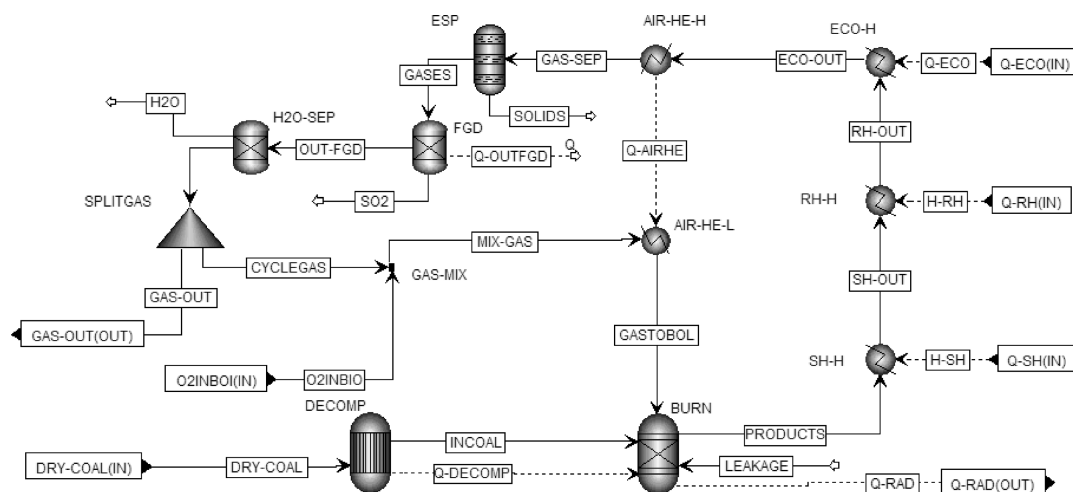 ESP
AIR-HE-H
ECO-H
GAS-SEP
ECO-OUT
Q-ECO
Q-ECO(IN)
GASES
H2O
H2O-SEP
FGD
SOLIDS
RH-OUT
OUT-FGD
Q-OUTFGD
Q
Q-AIRHE
SPLITGAS
SO2
RH-H
H-RH
Q-RH(IN)
AIR-HE-L
MIX-GAS
CYCLEGAS
GAS-MIX
SH-OUT
GAS-OUT
GAS-OUT(OUT)
GASTOBOL
SH-H
H-SH
Q-SH(IN)
O2INBOI(IN)
O2INBIO
DECOMP
BURN
INCOAL
PRODUCTS
DRY-COAL(IN)
DRY-COAL
Q-DECOMP
LEAKAGE
Q-RAD
Q-RAD(OUT)